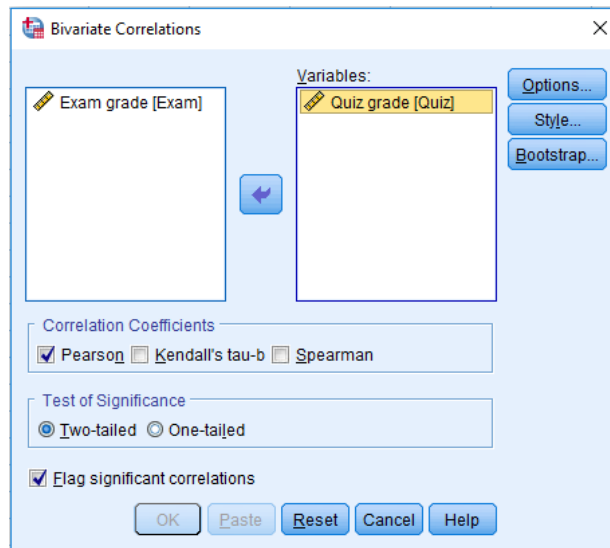 Bivariate Correlations
Variables:
Exam grade [Exam]
Quiz grade [Quiz]
Options...
Style...
Bootstrap...
Correlation Coefficients
Pearson Kendall's tau-b Spearman
Test of Significance
Two-tailed One-tailed
Flag significant correlations
OK Paste Reset Cancel Help